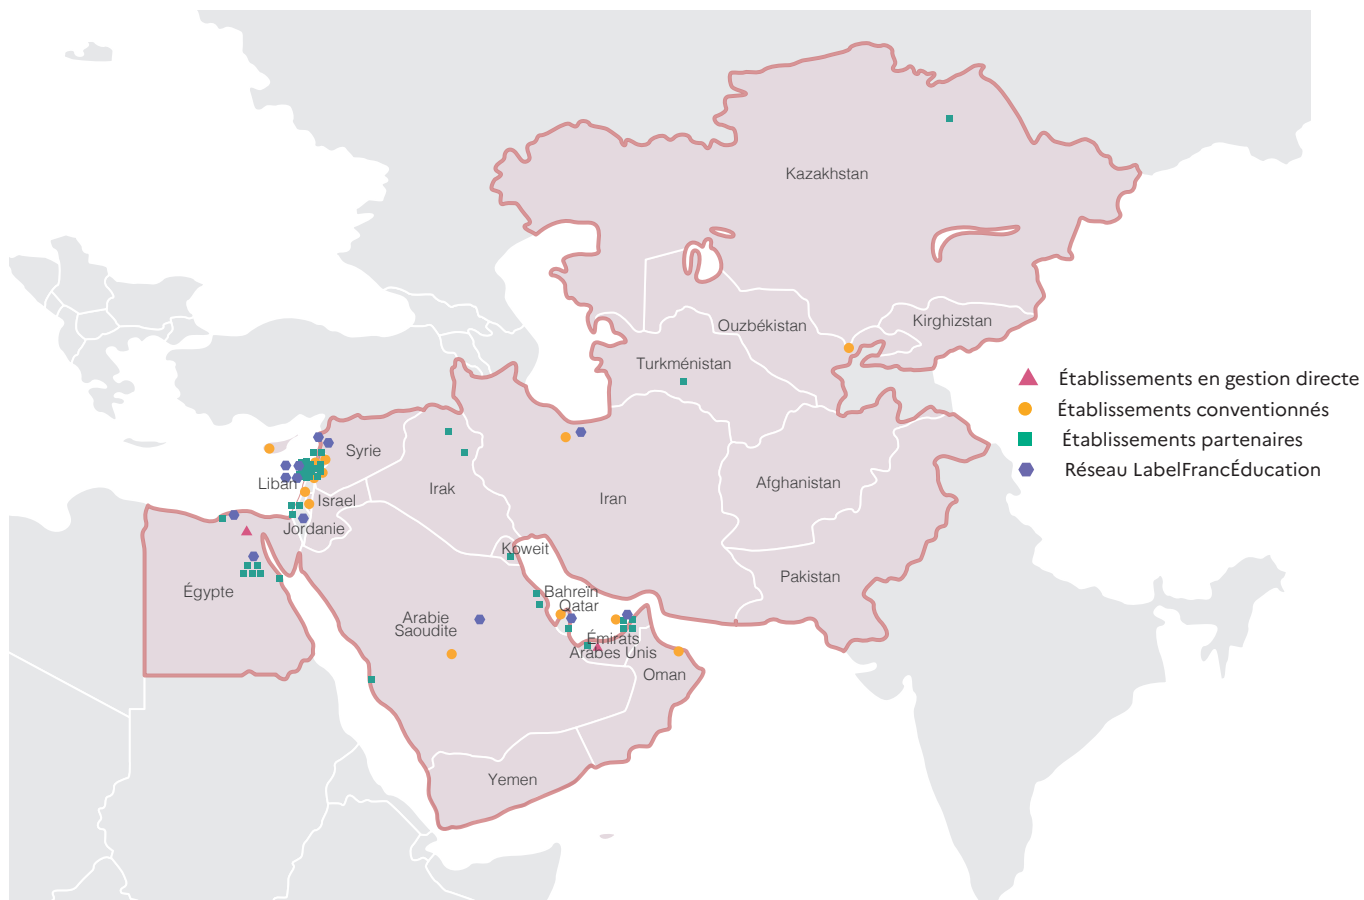 Kazakhstan
Kirghizstan
Ouzbékistan
Turkménistan
Établissements en gestion directe
Établissements conventionnés
Établissements partenaires
Réseau LabelFrancÉducation
Syrie
Liban
Israel
Jordanie
Irak
Iran
Afghanistan
Pakistan
Koweit
Égypte
Bahreïn
Qatar
Arabie
Saoudite
Émirats
Arabes Unis
Oman
Yemen